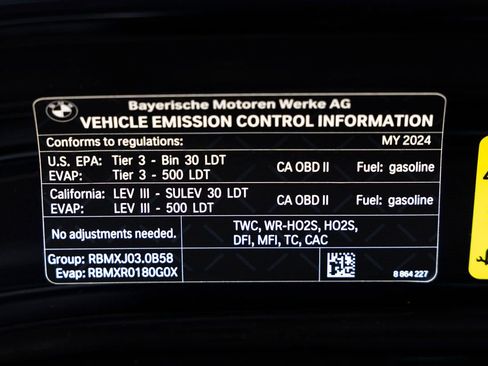 BMW
Bayerische Motoren Werke AG
VEHICLE EMISSION CONTROL INFORMATION
Conforms to regulations: MY 2024
U.S. EPA: Tier 3 - Bin 30 LDT CA OBD II Fuel: gasoline
EVAP: Tier 3 - 500 LDT
California: LEV III - SULEV 30 LDT CA OBD II Fuel: gasoline
EVAP: LEV III - 500 LDT
No adjustments needed. TWC, WR-HO2S, HO2S,
DFI, MFI, TC, CAC
Group: RBMXJ03.0B58
Evap: RBMXR0180G0X
8 864 227